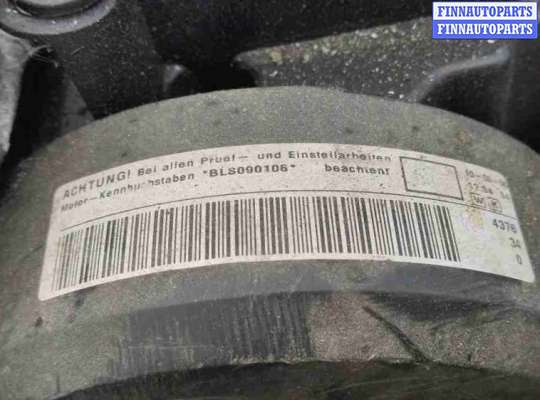 FINNAUTOPARTS
FINNAUTOPARTS
ACHTUNG! Bei allen Pruef- und Einstellarbeiten
Motor-Kennbuchstaben "BLS090106" beachten!
4376
34
0